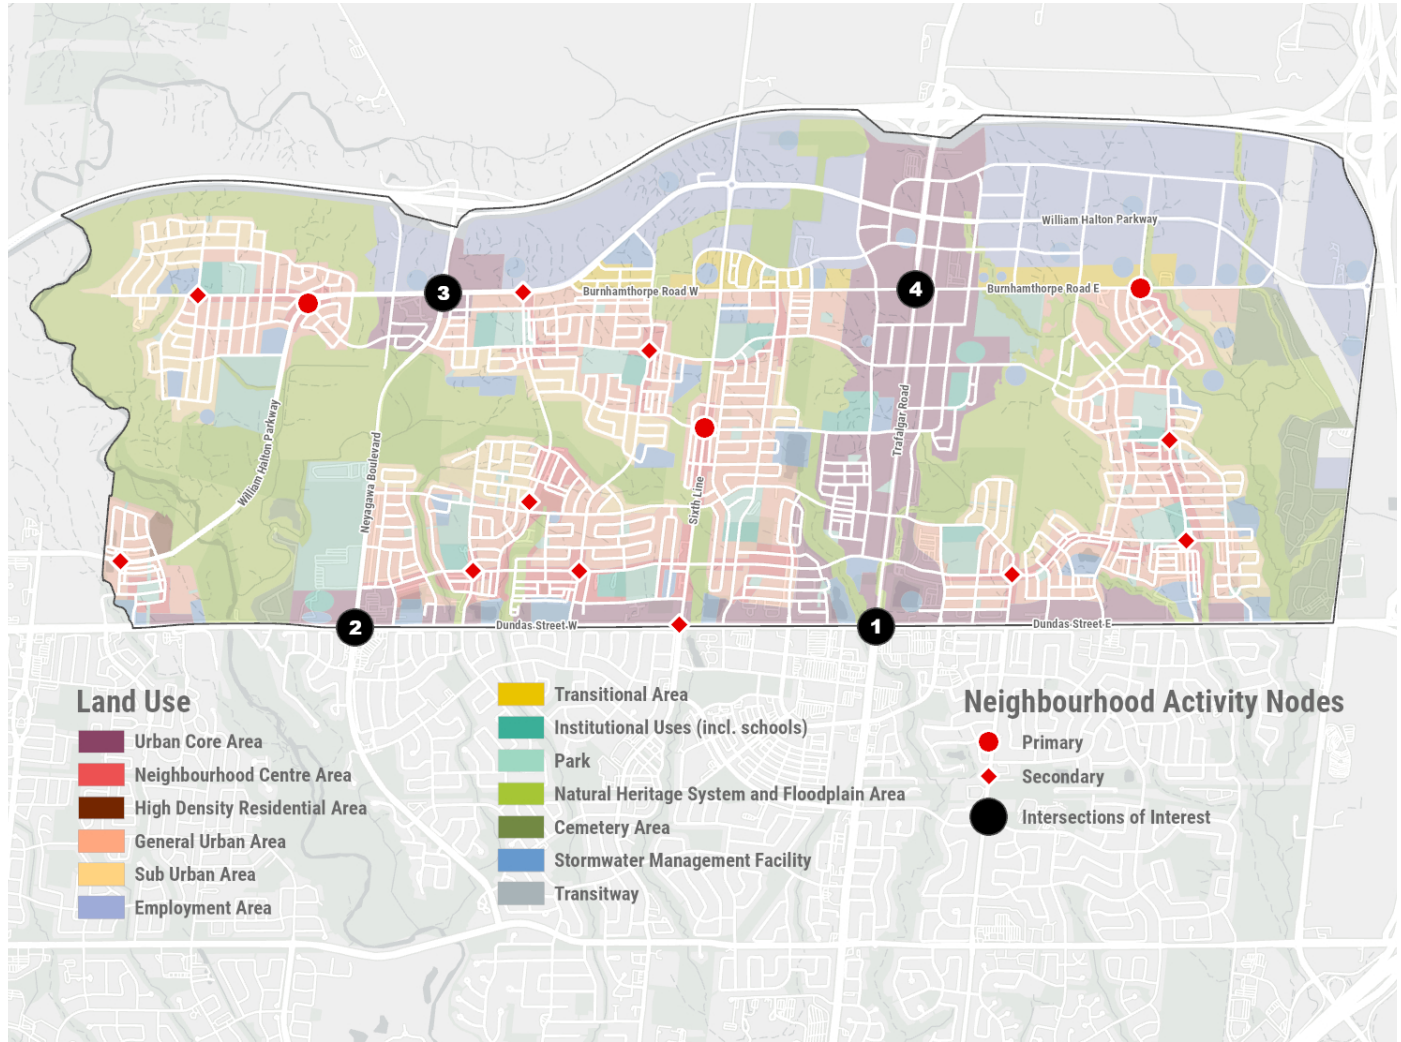 William Halton Parkway
3
4
Burnhamthorpe Road W
Burnhamthorpe Road E
William Halton Parkway
Neyagawa Boulevard
Sixth Line
Trafalgar Road
2
Dundas Street W
1
Dundas Street E
Land Use
Urban Core Area
Neighbourhood Centre Area
High Density Residential Area
General Urban Area
Sub Urban Area
Employment Area
Transitional Area
Institutional Uses (incl. schools)
Park
Natural Heritage System and Floodplain Area
Cemetery Area
Stormwater Management Facility
Transitway
Neighbourhood Activity Nodes
Primary
Secondary
Intersections of Interest